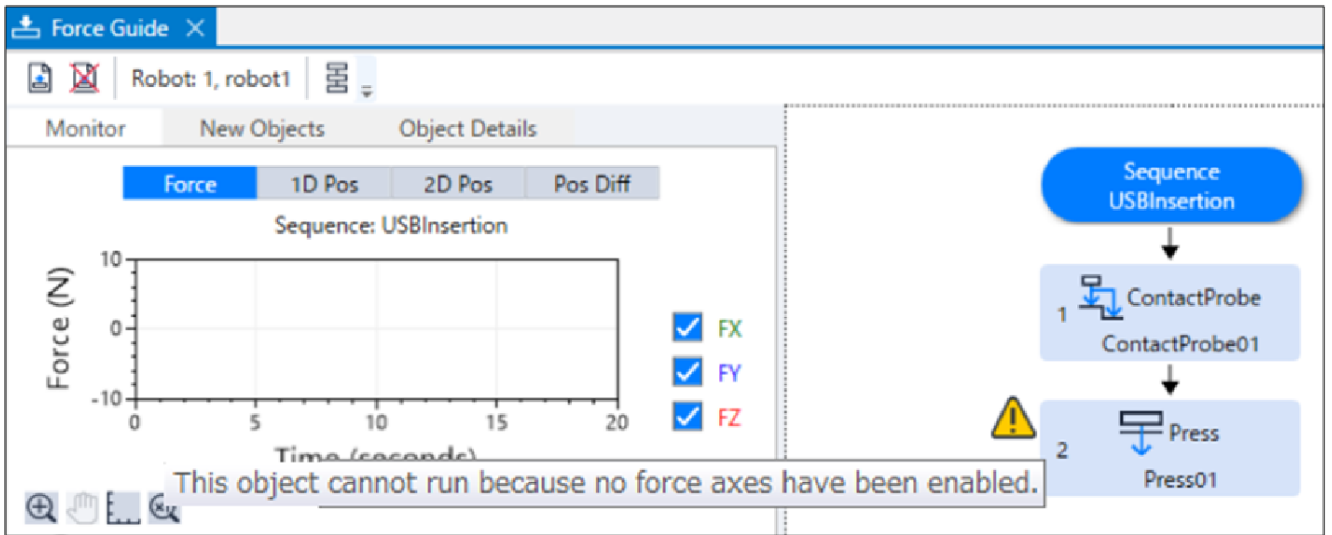 Force Guide
Robot: 1, robot1
Monitor New Objects Object Details
Force 1D Pos 2D Pos Pos Diff
Sequence: USBInsertion
Force (N)
10
0
-10
0 5 10 15 20
Time (seconds)
FX
FY
FZ
This object cannot run because no force axes have been enabled.
Sequence
USBInsertion
1 ContactProbe
ContactProbe01
2 Press
Press01